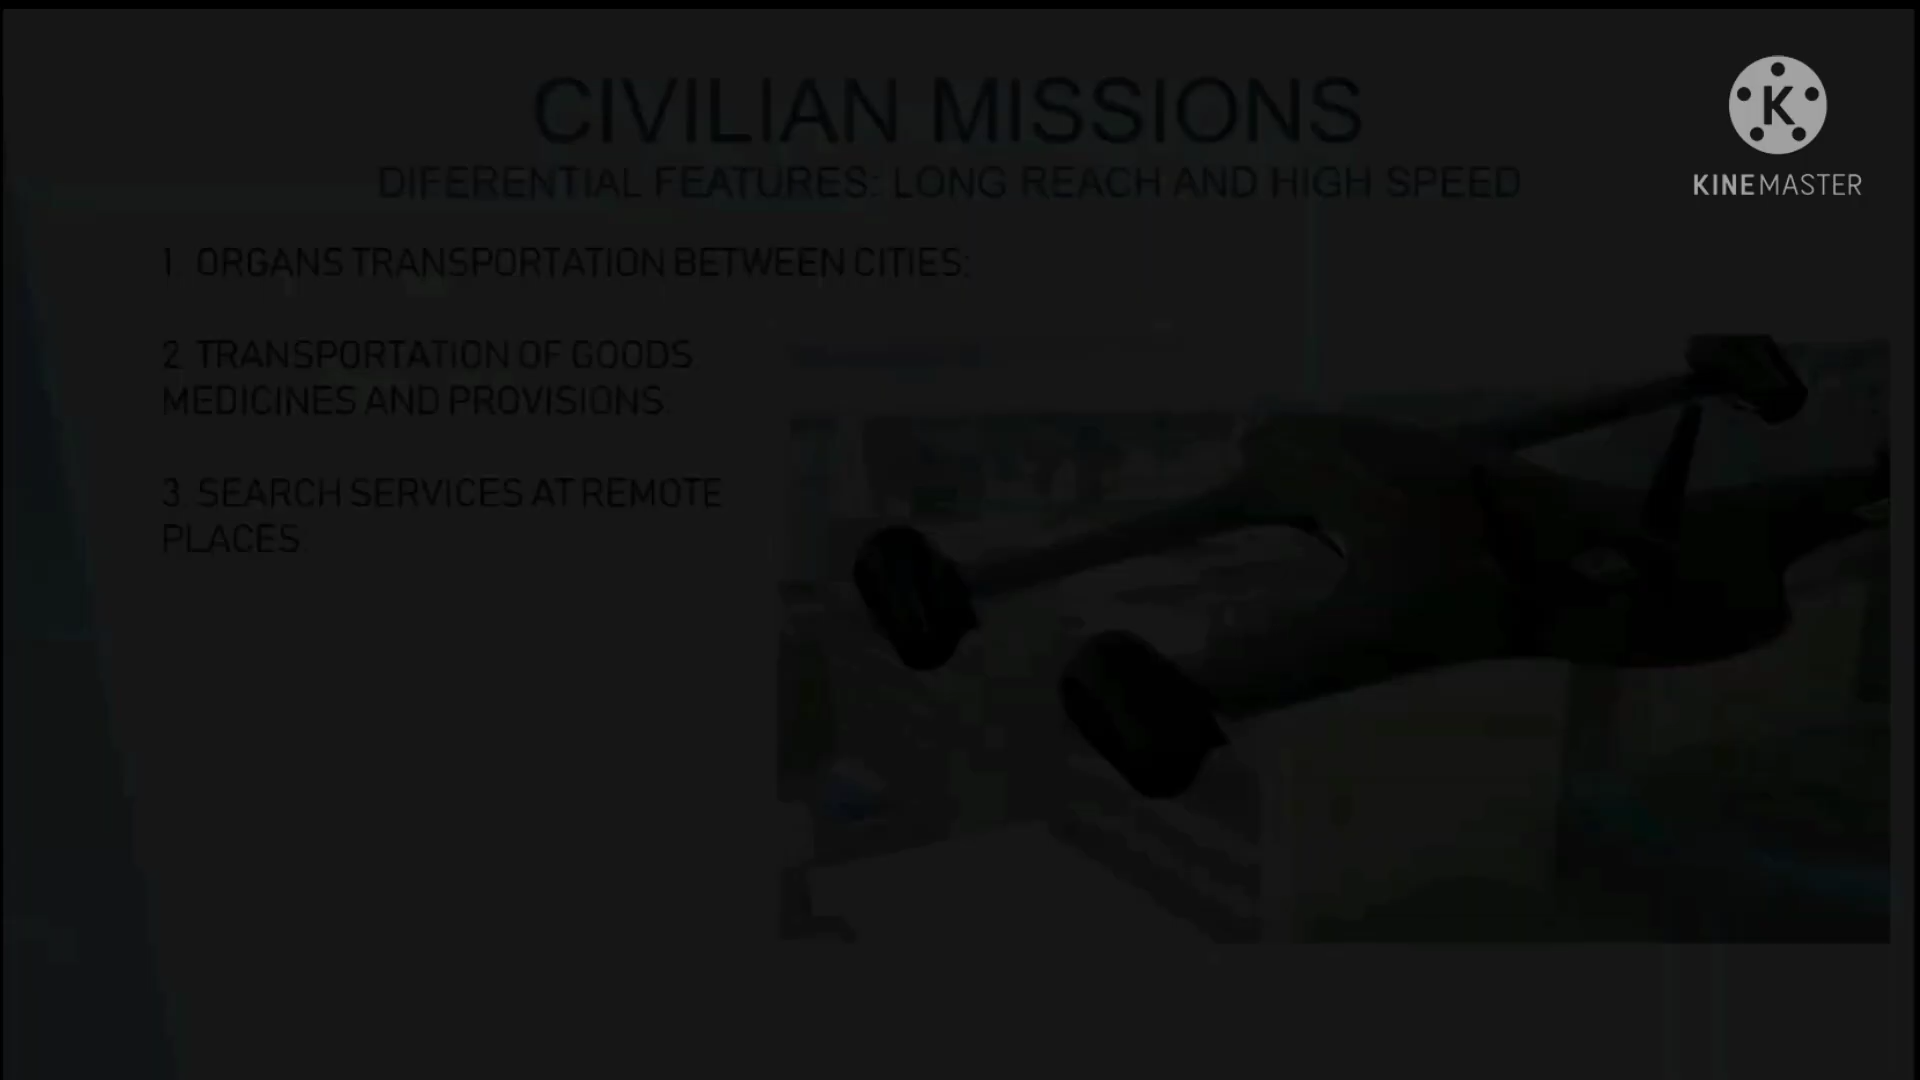 CIVILIAN MISSIONS
DIFERENTIAL FEATURES: LONG REACH AND HIGH SPEED
1. ORGANS TRANSPORTATION BETWEEN CITIES:
2. TRANSPORTATION OF GOODS
MEDICINES AND PROVISIONS
3. SEARCH SERVICES AT REMOTE
PLACES
K
KINEMASTER